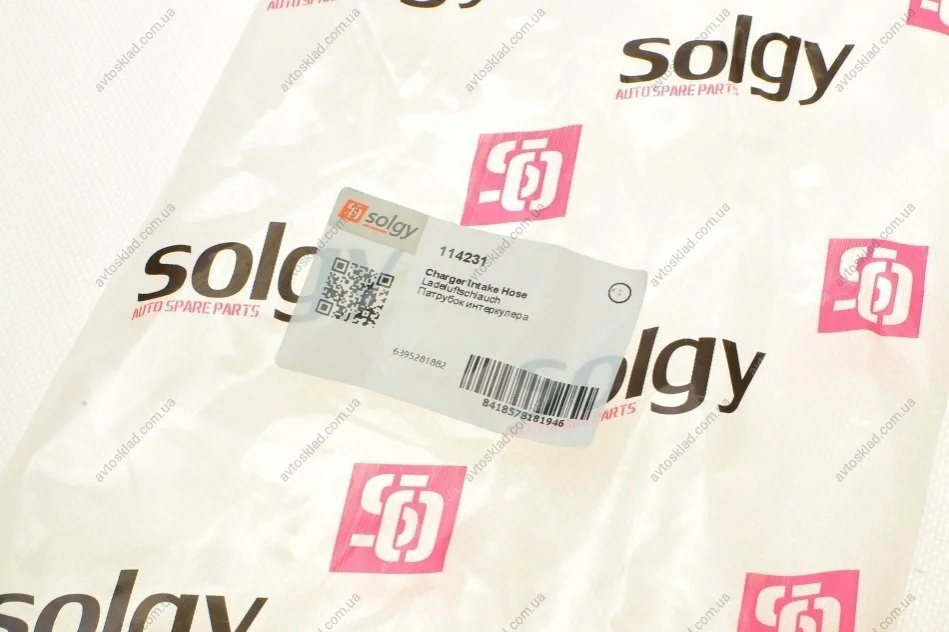 AUTO SPARE PARTS
solgy
AUTO SPARE PARTS
solgy
114231
Charger Intake Hose
Ladeluftschlauch
Патрубок интеркулера
6395281882
8418578181946
solgy
AUTO SPARE PARTS
solgy
ARTS
solgy
avtosklad.com.ua